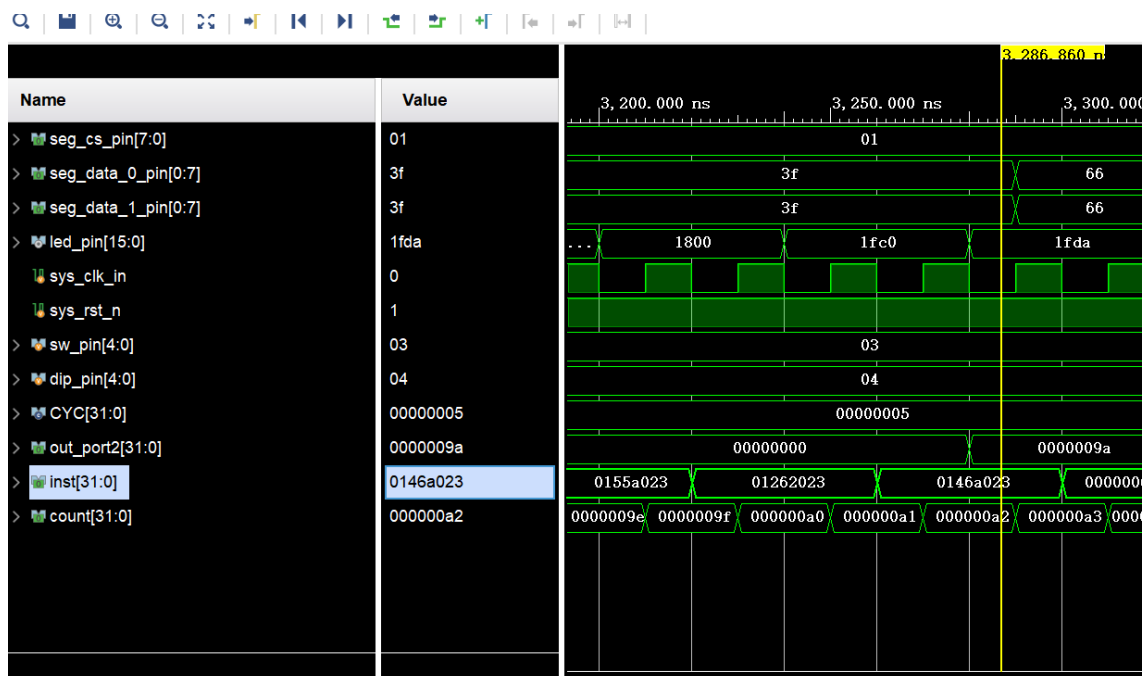 3, 286. 860 n
Name Value
3, 200. 000 ns 3, 250. 000 ns 3, 300. 000
seg_cs_pin[7:0] 01 01
seg_data_0_pin[0:7] 3f 3f 66
seg_data_1_pin[0:7] 3f 3f 66
led_pin[15:0] 1fda ... 1800 1fc0 1fda
sys_clk_in 0
sys_rst_n 1
sw_pin[4:0] 03 03
dip_pin[4:0] 04 04
CYC[31:0] 00000005 00000005
out_port2[31:0] 0000009a 00000000 0000009a
inst[31:0] 0146a023 0155a023 01262023 0146a023 000000
count[31:0] 000000a2 0000009e 0000009f 000000a0 000000a1 000000a2 000000a3 000